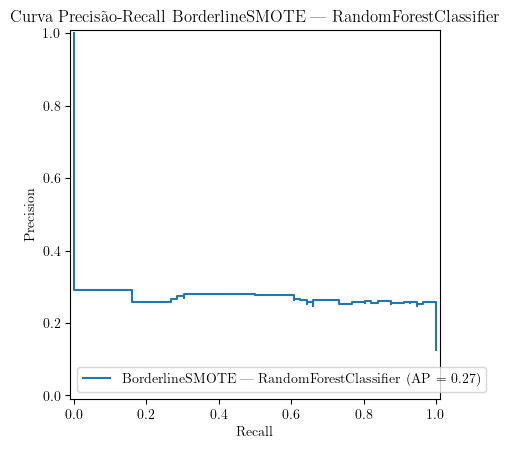 Curva Precisão-Recall BorderlineSMOTE — RandomForestClassifier
1.0
0.8
0.6
0.4
0.2
0.0
Precision
BorderlineSMOTE — RandomForestClassifier (AP = 0.27)
0.0 0.2 0.4 0.6 0.8 1.0
Recall